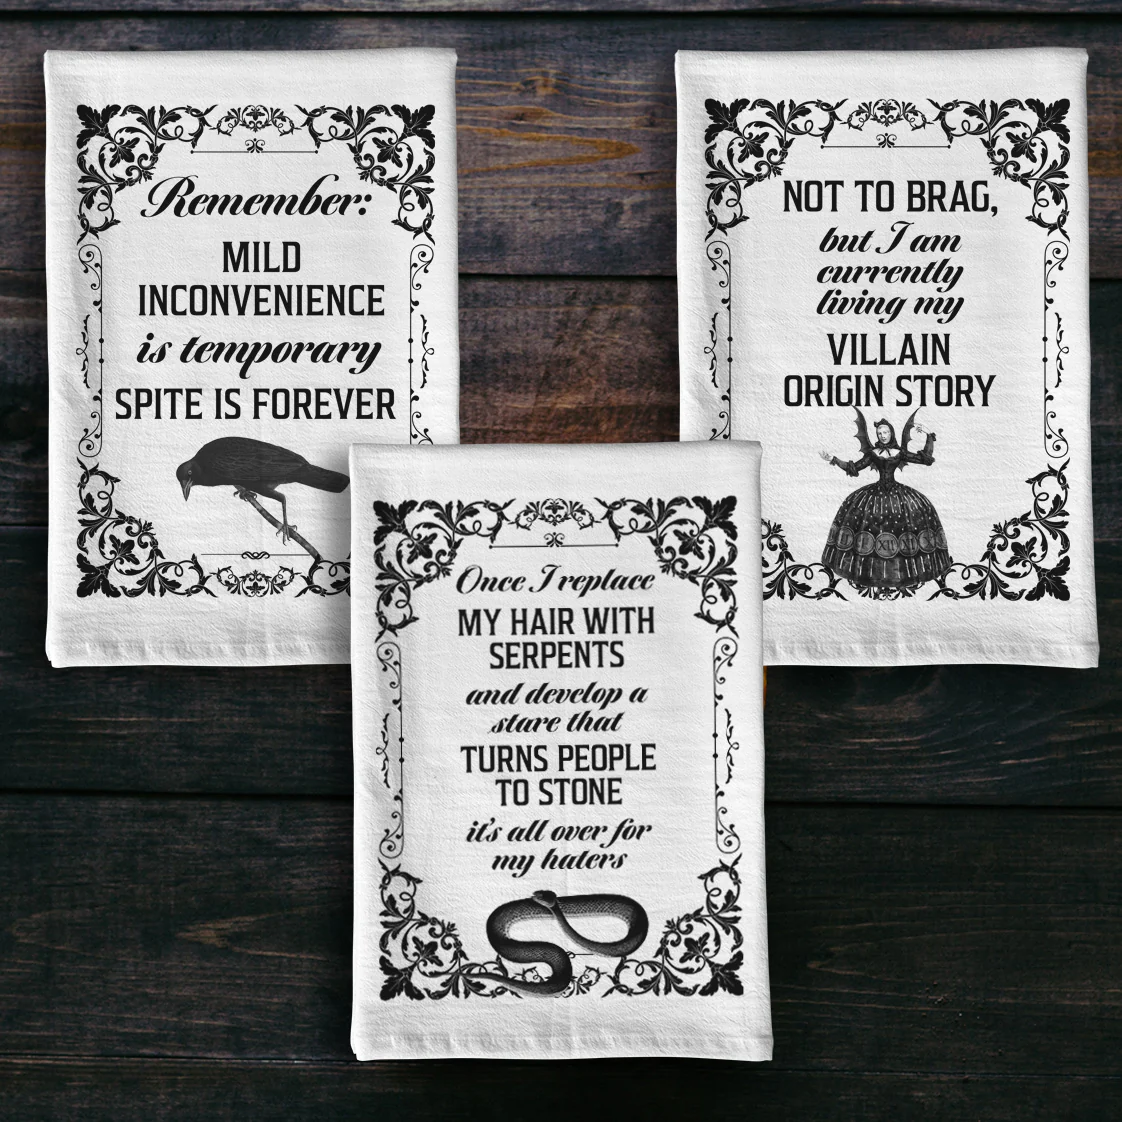 Remember:
MILD
INCONVENIENCE
is temporary
SPITE IS FOREVER
NOT TO BRAG,
but I am
currently
living my
VILLAIN
ORIGIN STORY
XII
Once I replace
MY HAIR WITH
SERPENTS
and develop a
stare that
TURNS PEOPLE
TO STONE
it's all over for
my haters